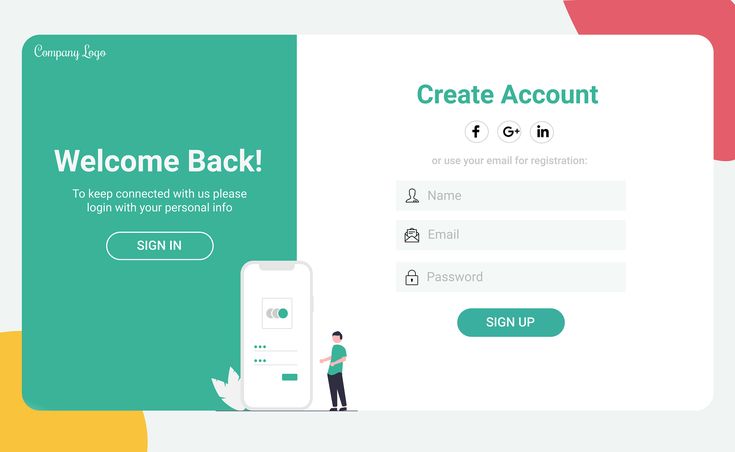 Company Logo
Welcome Back!
To keep connected with us please
login with your personal info
SIGN IN
Create Account
f
G+
in
or use your email for registration:
Name
Email
Password
SIGN UP